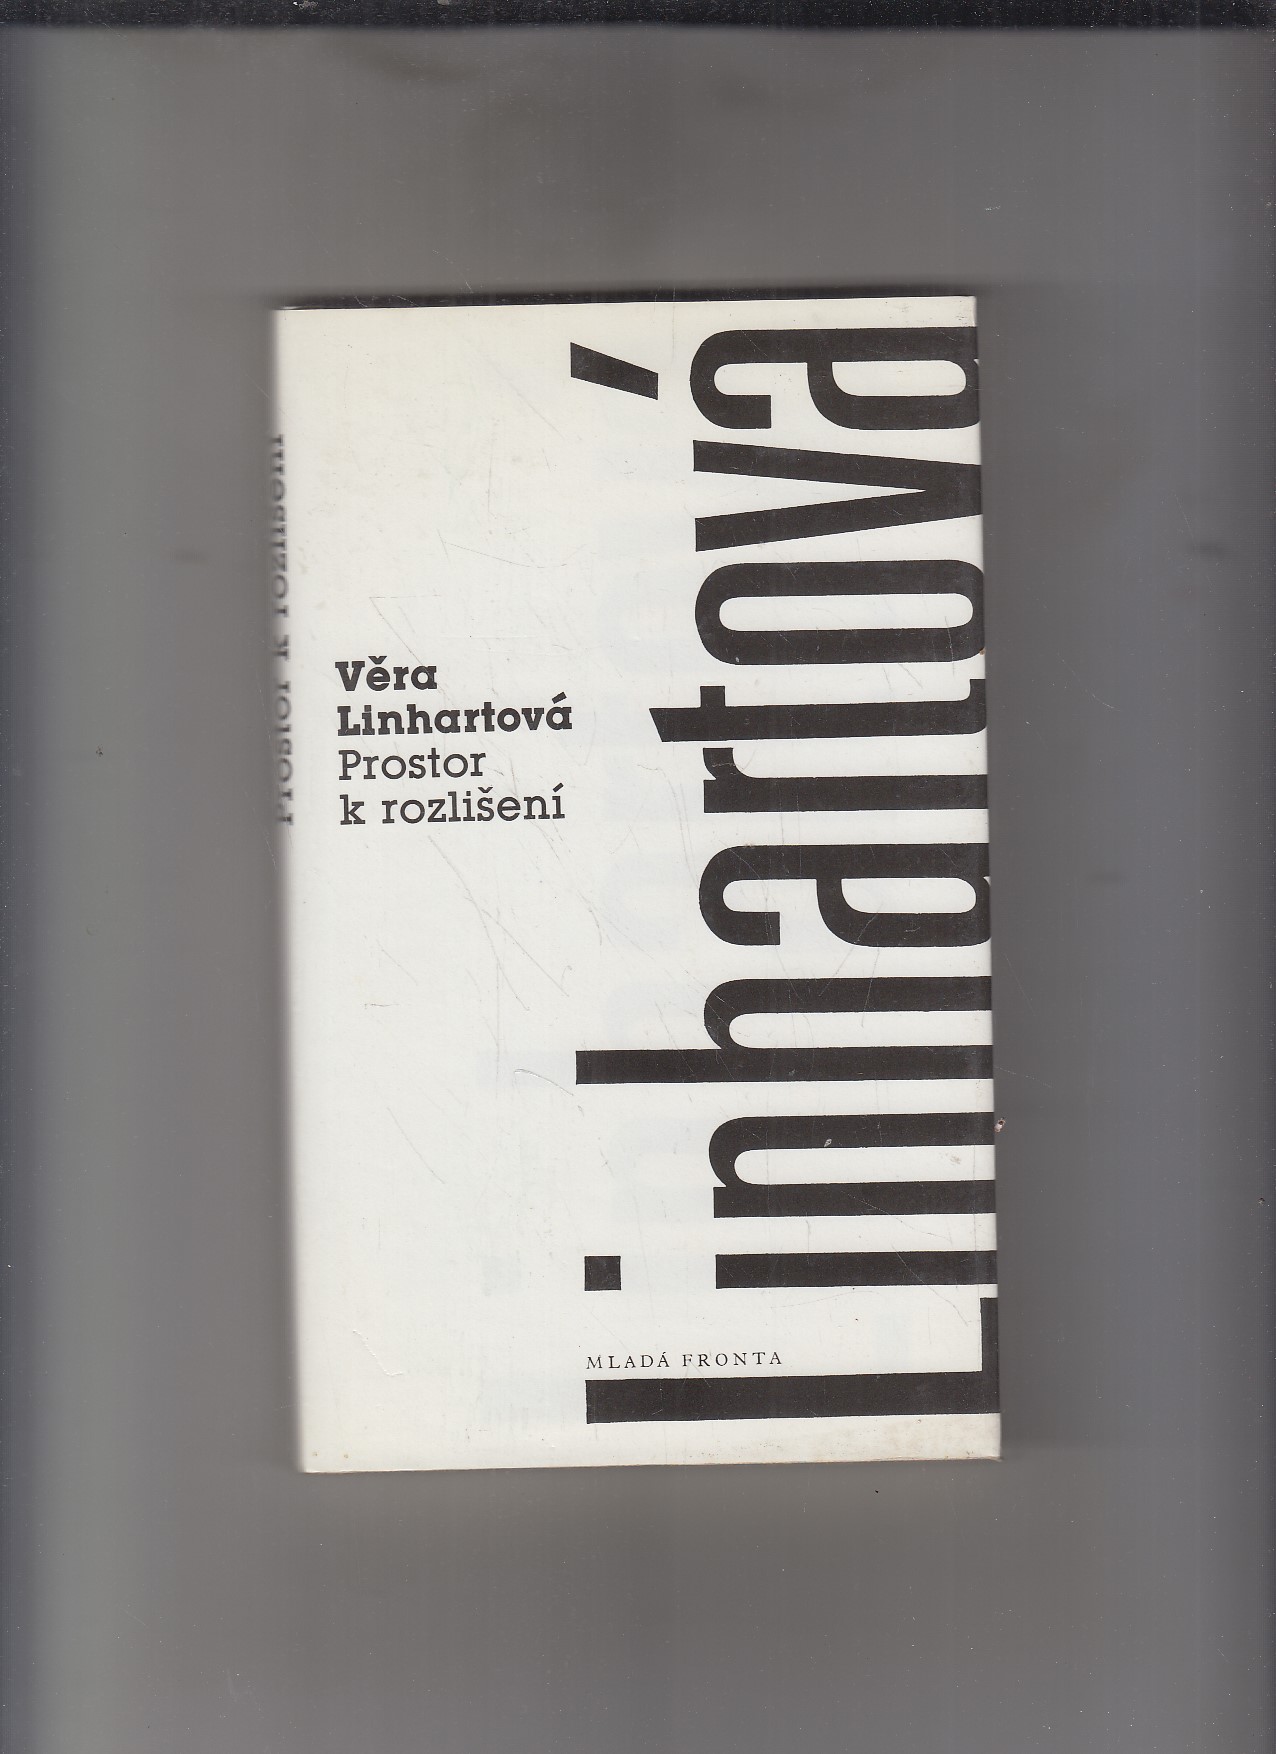 Prostor k rozlišení
Věra
Linhartová
Prostor
k rozlišení
Linhartová
MLADÁ FRONTA